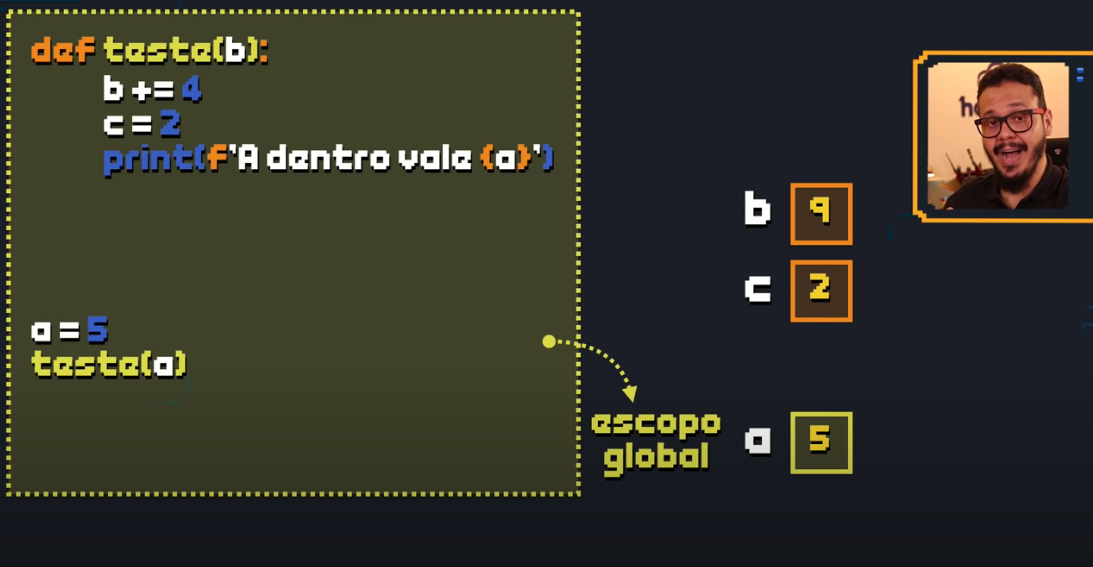 def teste(b):
b += 4
c = 2
print(f'A dentro vale {a}')
a = 5
teste(a)
escopo
global
b 9
c 2
a 5